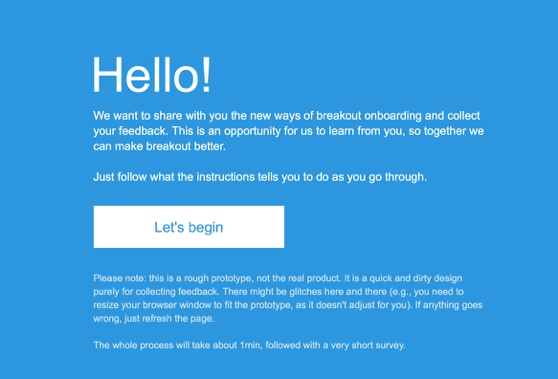 Hello!
We want to share with you the new ways of breakout onboarding and collect
your feedback. This is an opportunity for us to learn from you, so together we
can make breakout better.
Just follow what the instructions tells you to do as you go through.
Let's begin
Please note: this is a rough prototype, not the real product. It is a quick and dirty design
purely for collecting feedback. There might be glitches here and there (e.g., you need to
resize your browser window to fit the prototype, as it doesn't adjust for you). If anything goes
wrong, just refresh the page.
The whole process will take about 1min, followed with a very short survey.